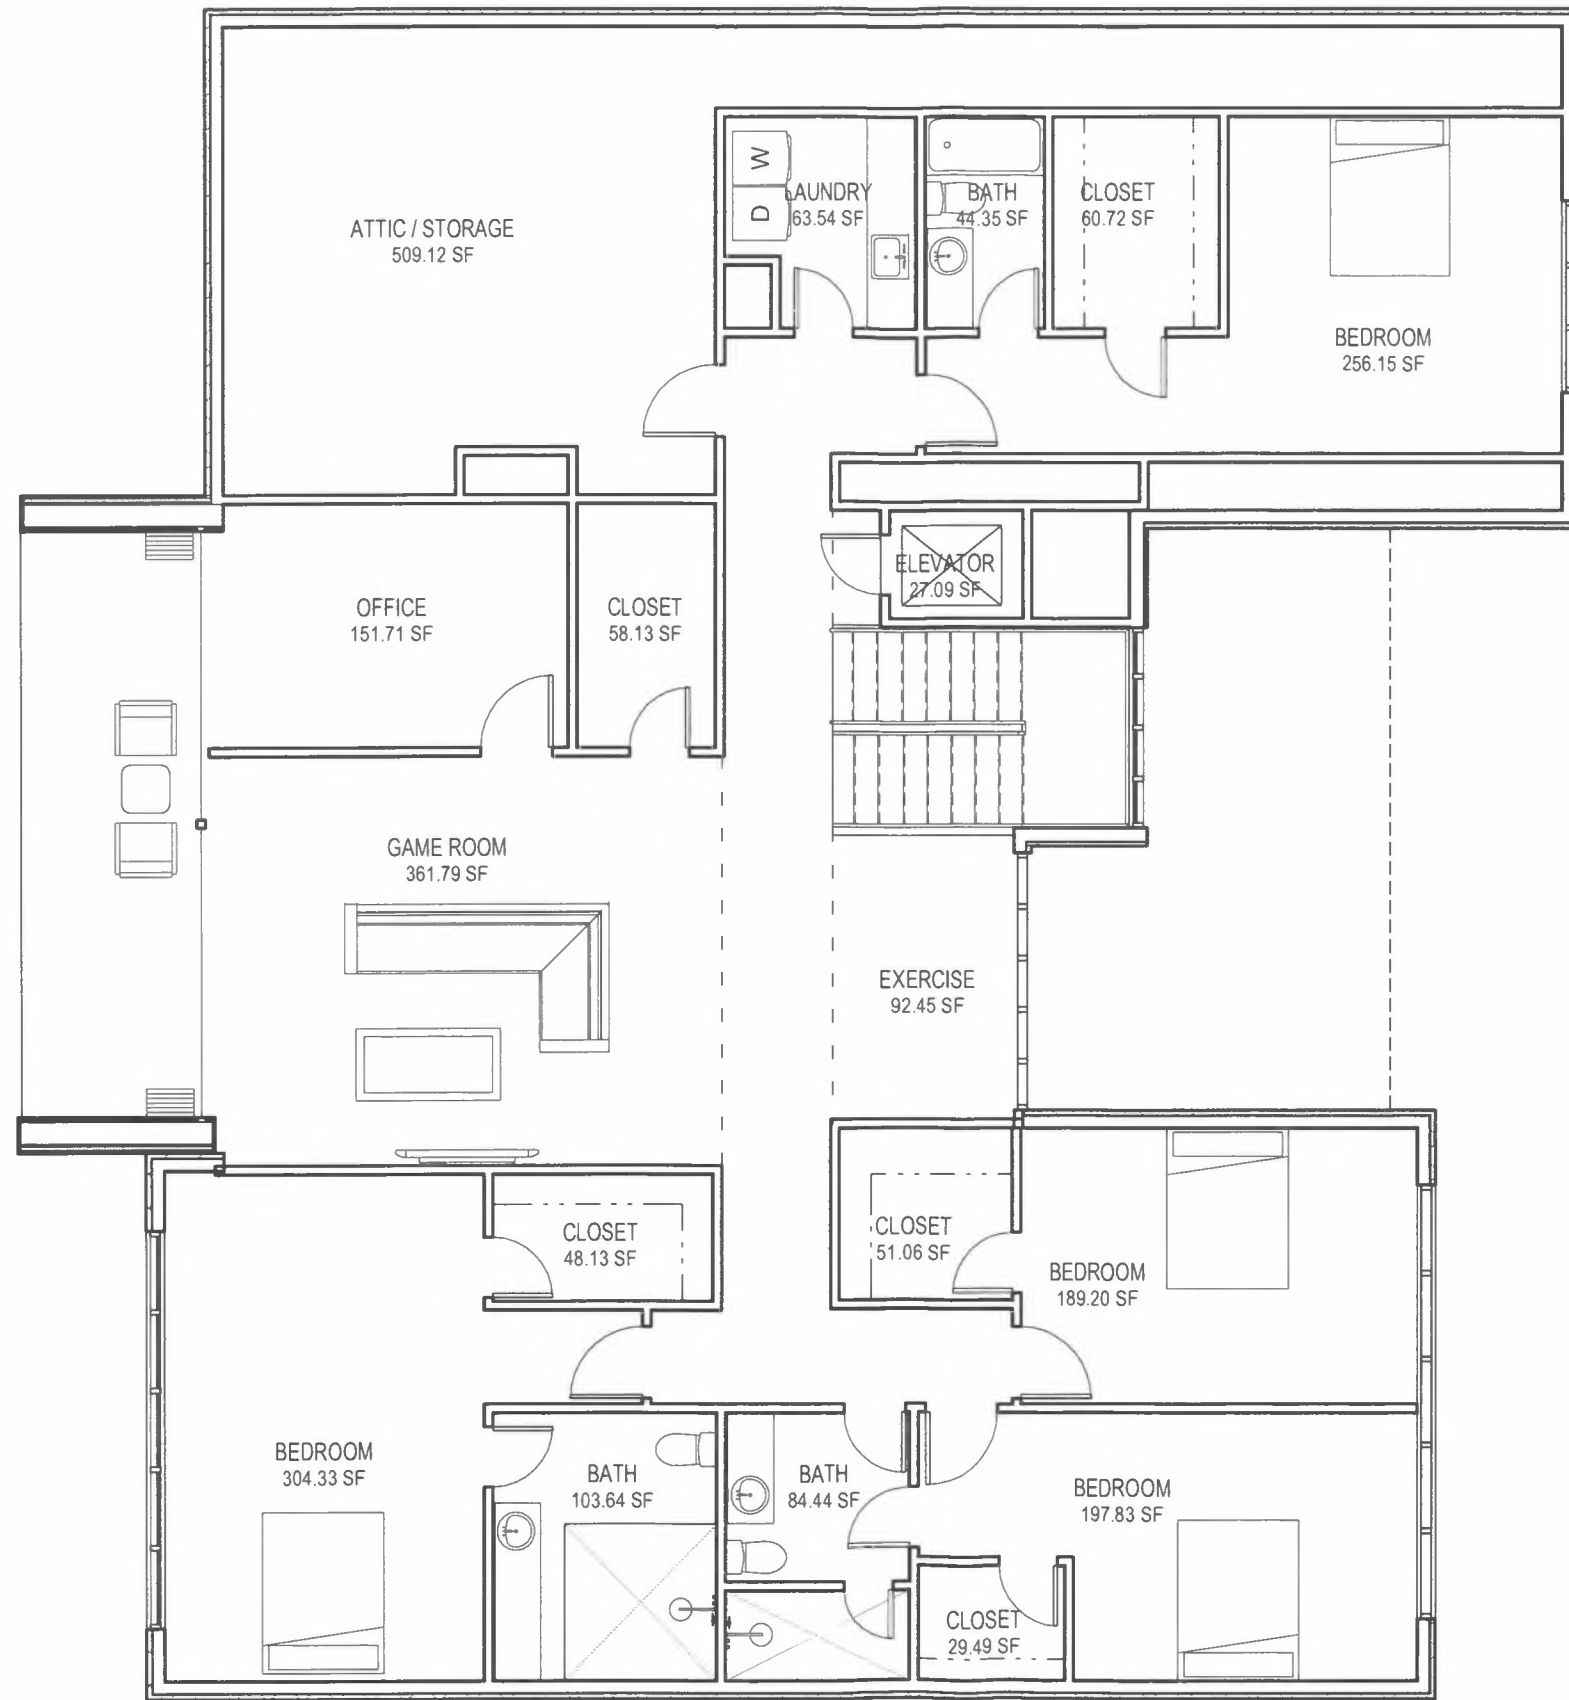 W
D
LAUNDRY
63.54 SF
BATH
44.35 SF
CLOSET
60.72 SF
ATTIC / STORAGE
509.12 SF
BEDROOM
256.15 SF
ELEVATOR
27.09 SF
OFFICE
151.71 SF
CLOSET
58.13 SF
GAME ROOM
361.79 SF
EXERCISE
92.45 SF
CLOSET
48.13 SF
CLOSET
51.06 SF
BEDROOM
189.20 SF
BEDROOM
304.33 SF
BATH
103.64 SF
BATH
84.44 SF
BEDROOM
197.83 SF
CLOSET
29.49 SF